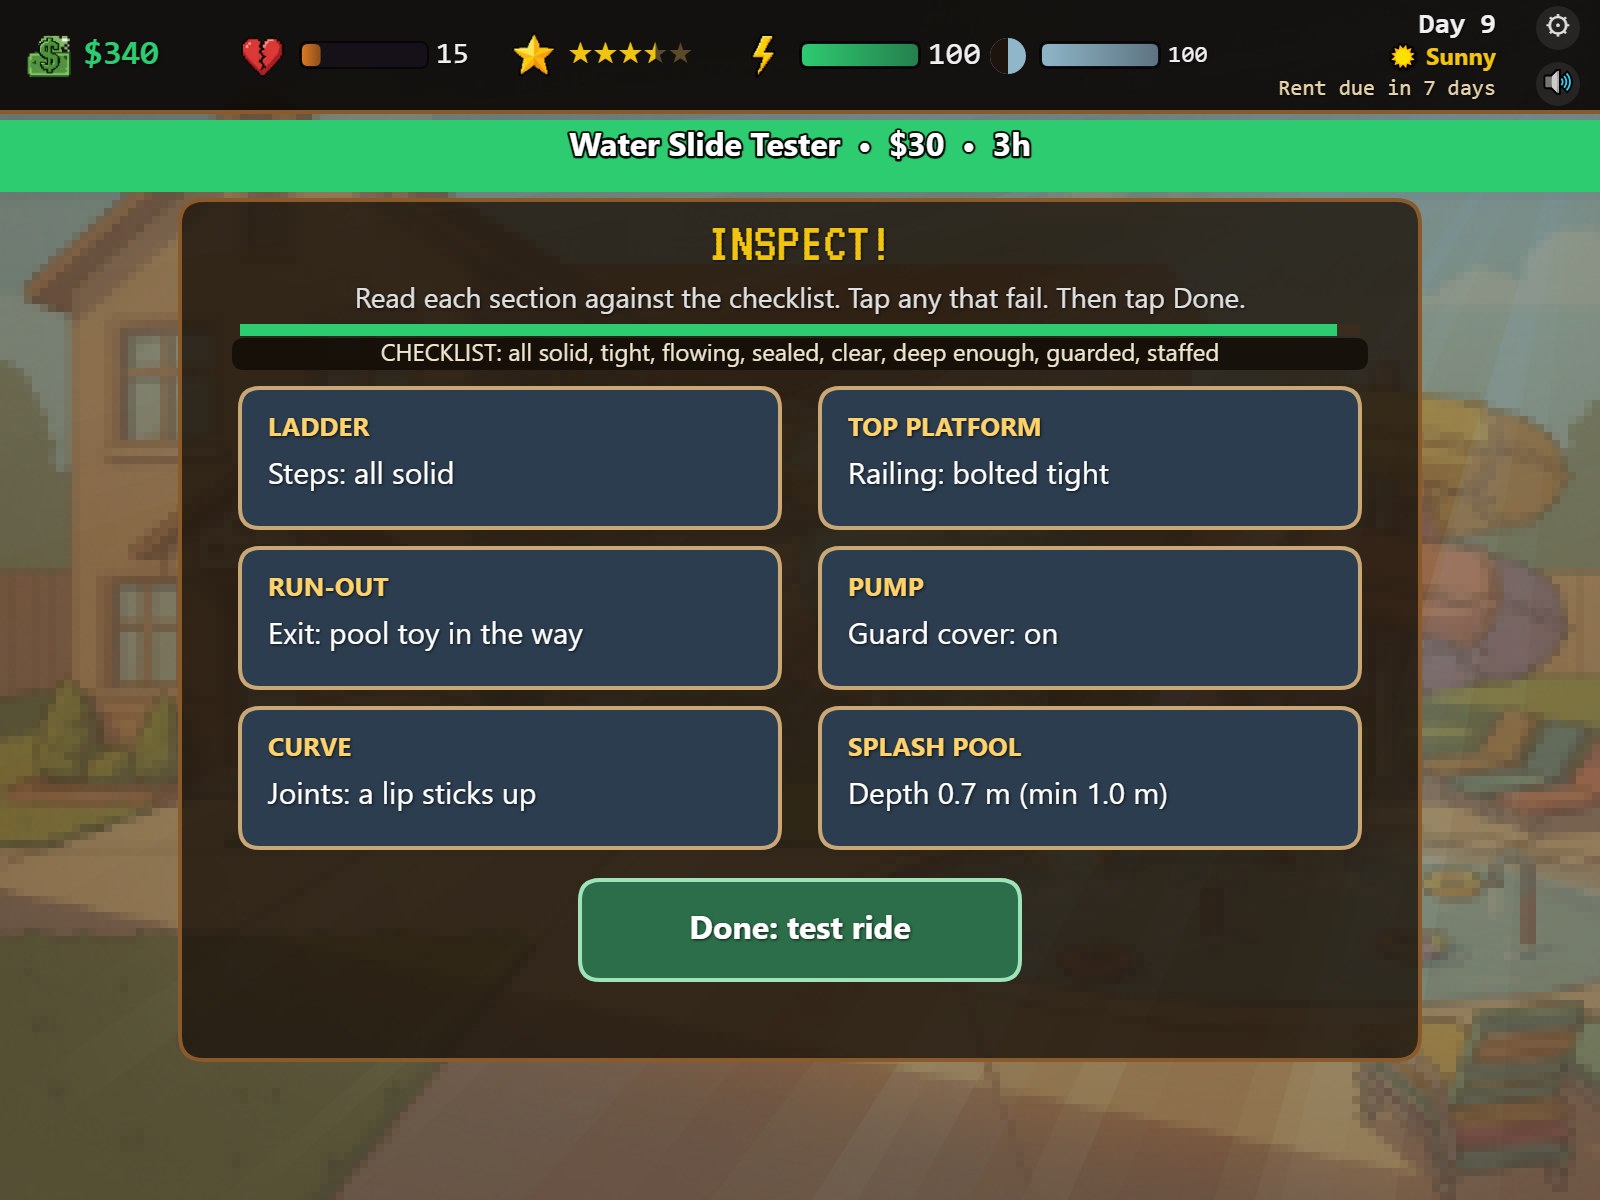 $340
15
100
100
Day 9
Sunny
Rent due in 7 days
Water Slide Tester • $30 • 3h
INSPECT!
Read each section against the checklist. Tap any that fail. Then tap Done.
CHECKLIST: all solid, tight, flowing, sealed, clear, deep enough, guarded, staffed
LADDER
Steps: all solid
TOP PLATFORM
Railing: bolted tight
RUN-OUT
Exit: pool toy in the way
PUMP
Guard cover: on
CURVE
Joints: a lip sticks up
SPLASH POOL
Depth 0.7 m (min 1.0 m)
Done: test ride